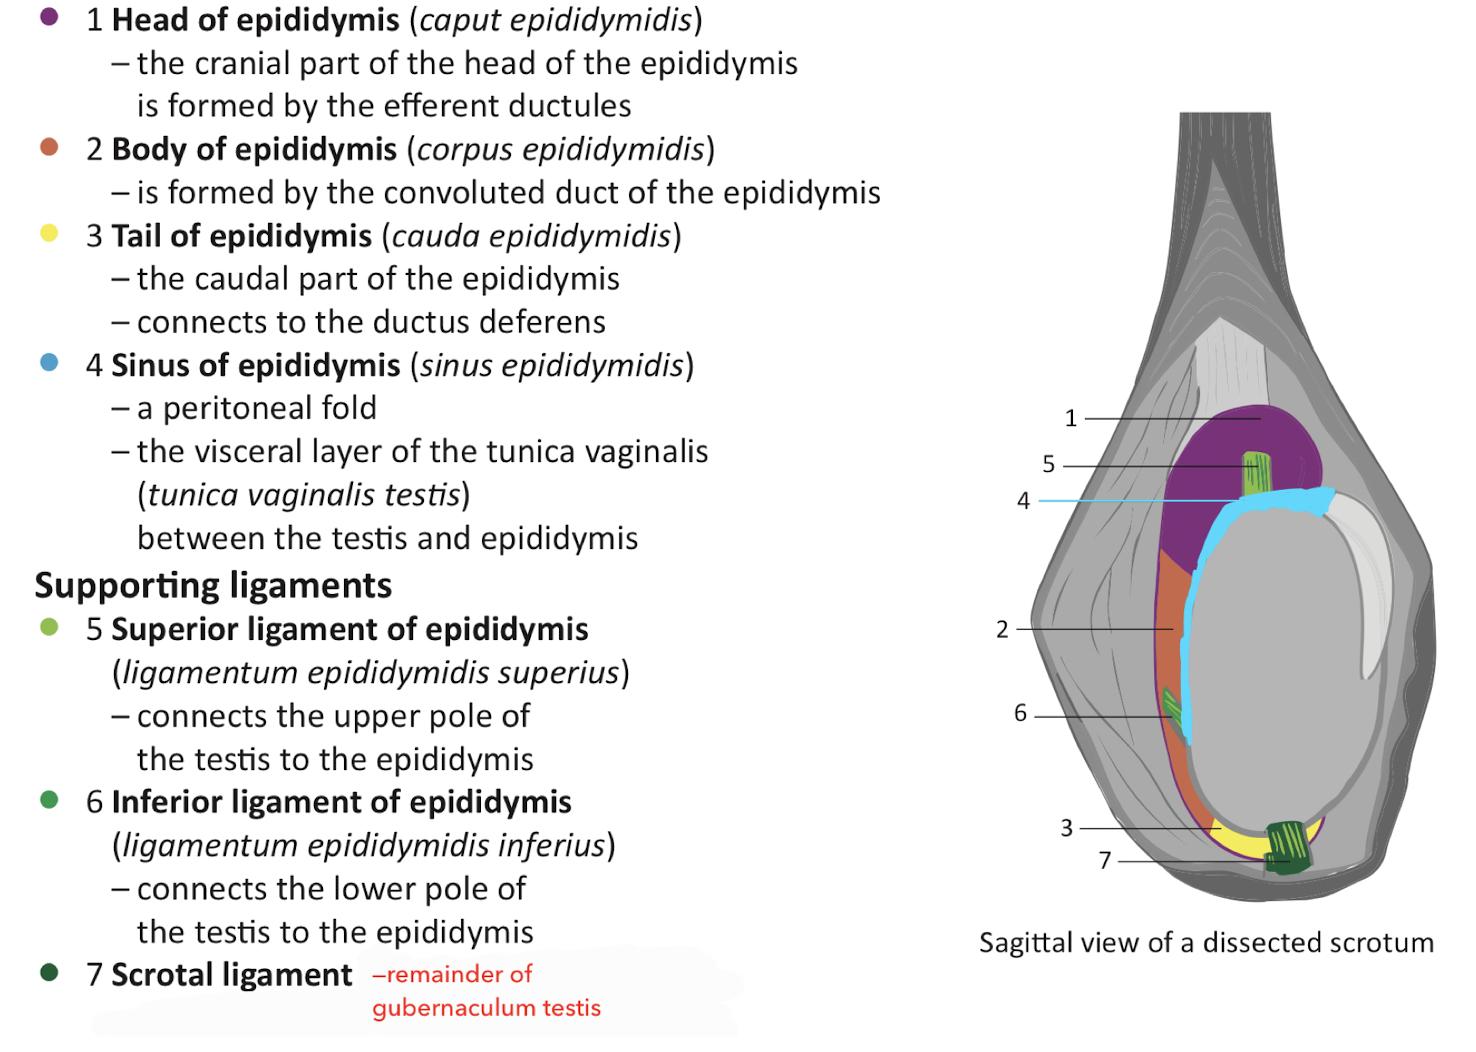 1 Head of epididymis (caput epididymidis)
– the cranial part of the head of the epididymis
is formed by the efferent ductules
2 Body of epididymis (corpus epididymidis)
– is formed by the convoluted duct of the epididymis
3 Tail of epididymis (cauda epididymidis)
– the caudal part of the epididymis
– connects to the ductus deferens
4 Sinus of epididymis (sinus epididymidis)
– a peritoneal fold
– the visceral layer of the tunica vaginalis
(tunica vaginalis testis)
between the testis and epididymis
Supporting ligaments
5 Superior ligament of epididymis
(ligamentum epididymidis superius)
– connects the upper pole of
the testis to the epididymis
6 Inferior ligament of epididymis
(ligamentum epididymidis inferius)
– connects the lower pole of
the testis to the epididymis
7 Scrotal ligament –remainder of
gubernaculum testis
1
5
4
2
6
3
7
Sagittal view of a dissected scrotum